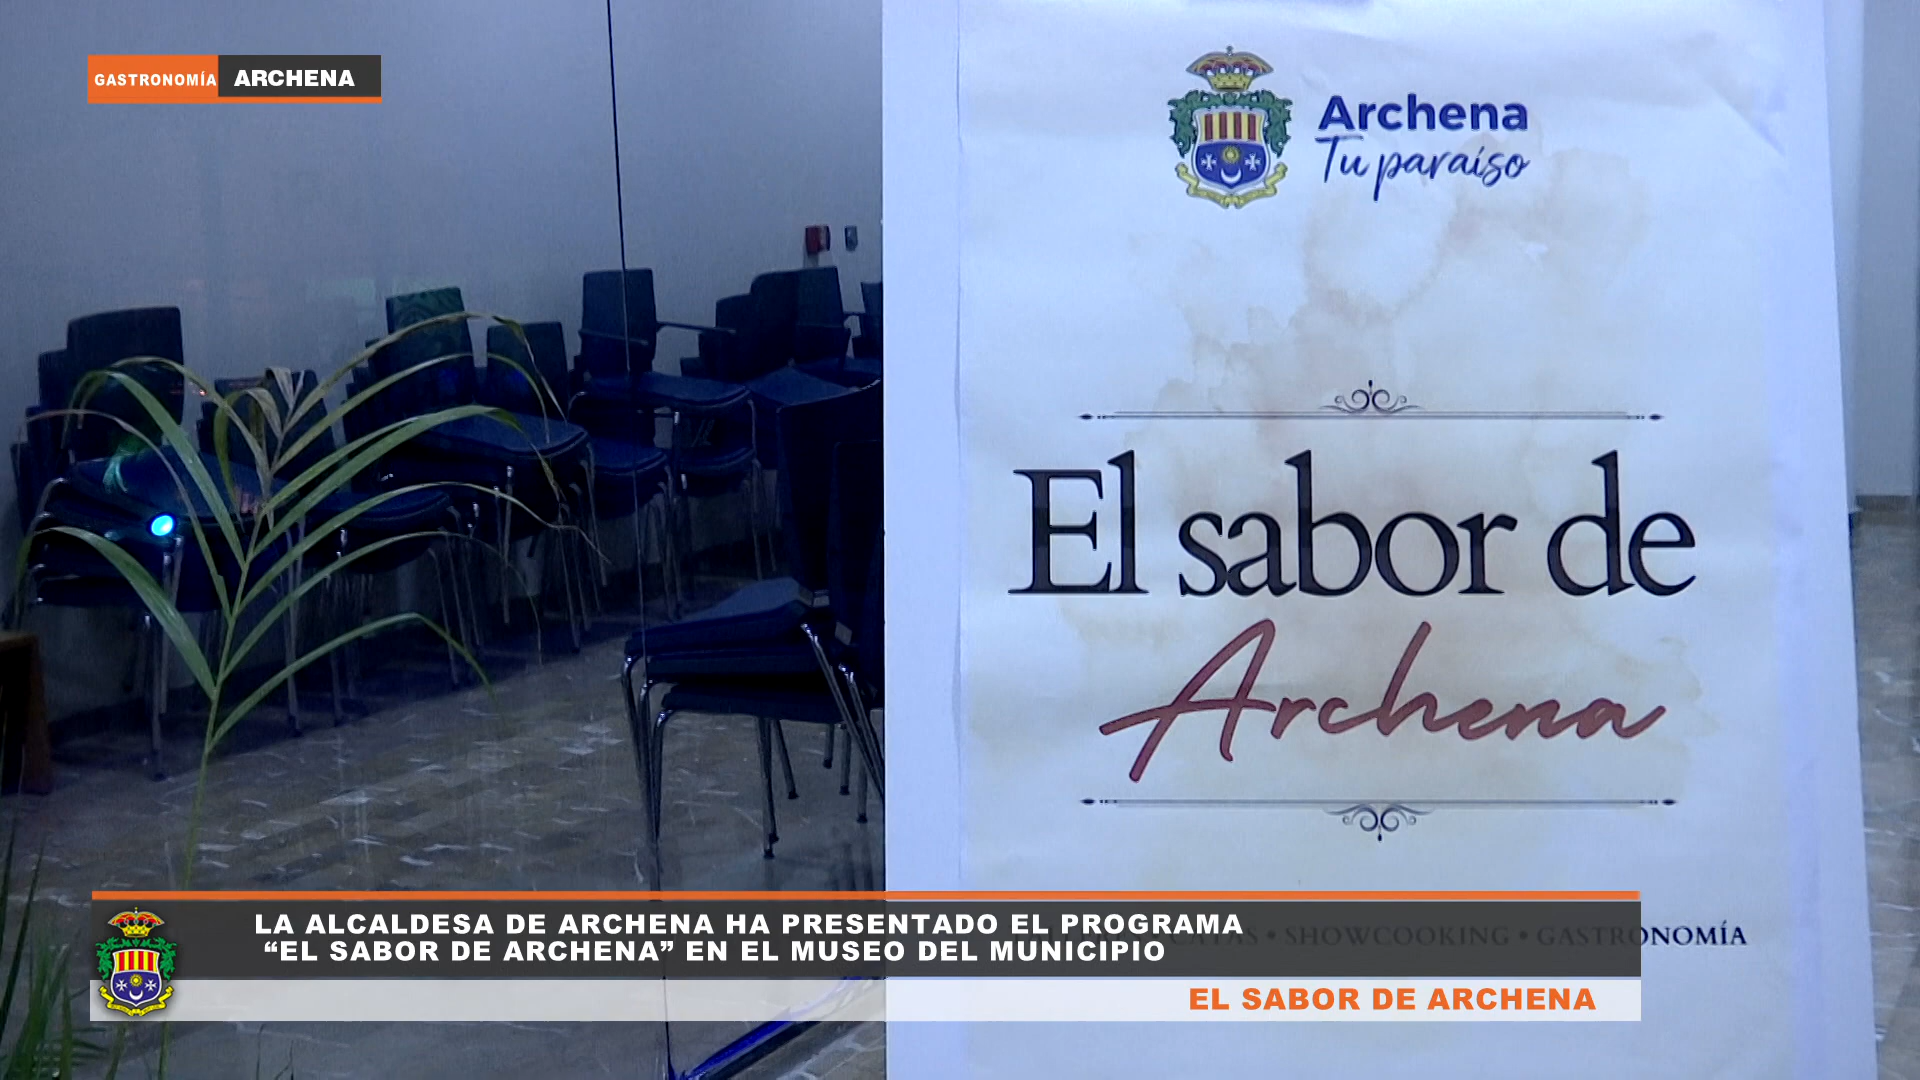 GASTRONOMÍA ARCHENA
Archena
Tu paraíso
El sabor de
Archena
CATAS • SHOWCOOKING • GASTRONOMÍA
LA ALCALDESA DE ARCHENA HA PRESENTADO EL PROGRAMA
“EL SABOR DE ARCHENA” EN EL MUSEO DEL MUNICIPIO
EL SABOR DE ARCHENA